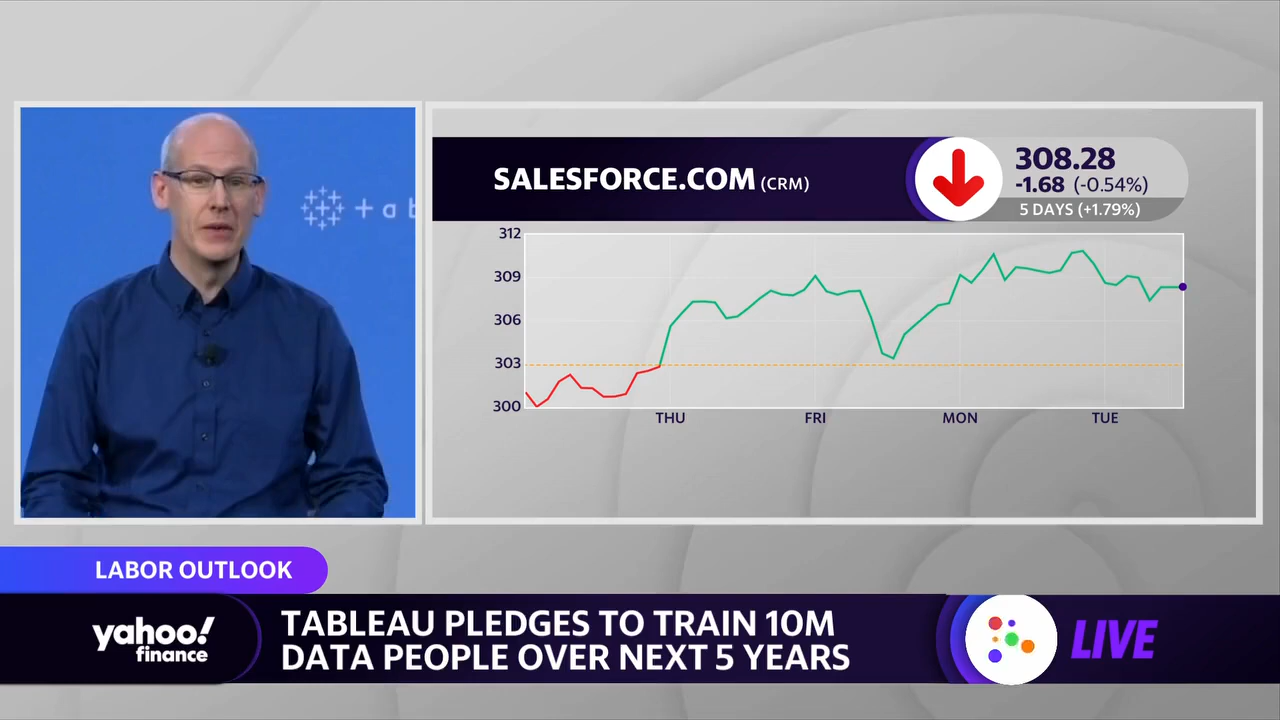 + a b
SALESFORCE.COM (CRM)
308.28
-1.68 (-0.54%)
5 DAYS (+1.79%)
312
309
306
303
300
THU FRI MON TUE
LABOR OUTLOOK
yahoo!
finance
TABLEAU PLEDGES TO TRAIN 10M
DATA PEOPLE OVER NEXT 5 YEARS
LIVE